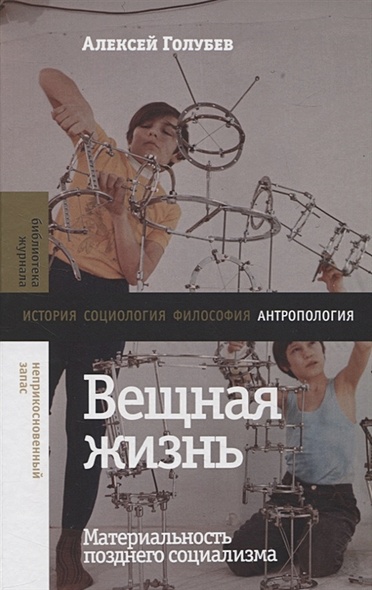 Алексей Голубев
библиотека
журнала
ИСТОРИЯ СОЦИОЛОГИЯ ФИЛОСОФИЯ АНТРОПОЛОГИЯ
неприкосновенный
запас
Вещная
жизнь
Материальность
позднего социализма